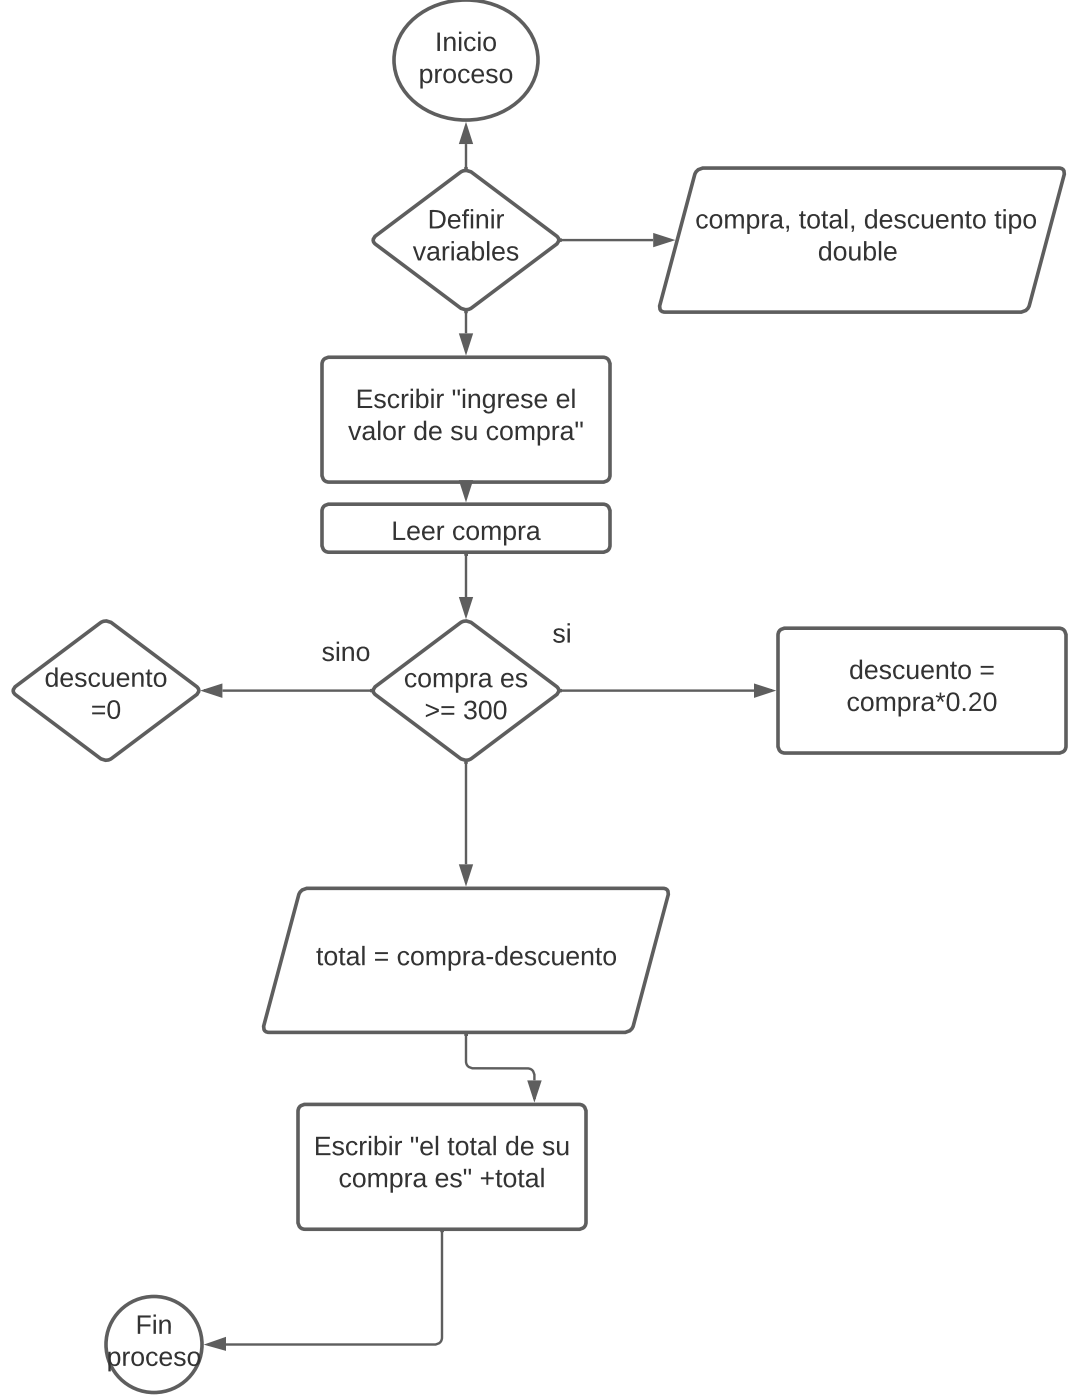 Inicio
proceso
Definir
variables
compra, total, descuento tipo
double
Escribir "ingrese el
valor de su compra"
Leer compra
sino
si
descuento
=0
compra es
>= 300
descuento =
compra*0.20
total = compra-descuento
Escribir "el total de su
compra es" +total
Fin
proceso